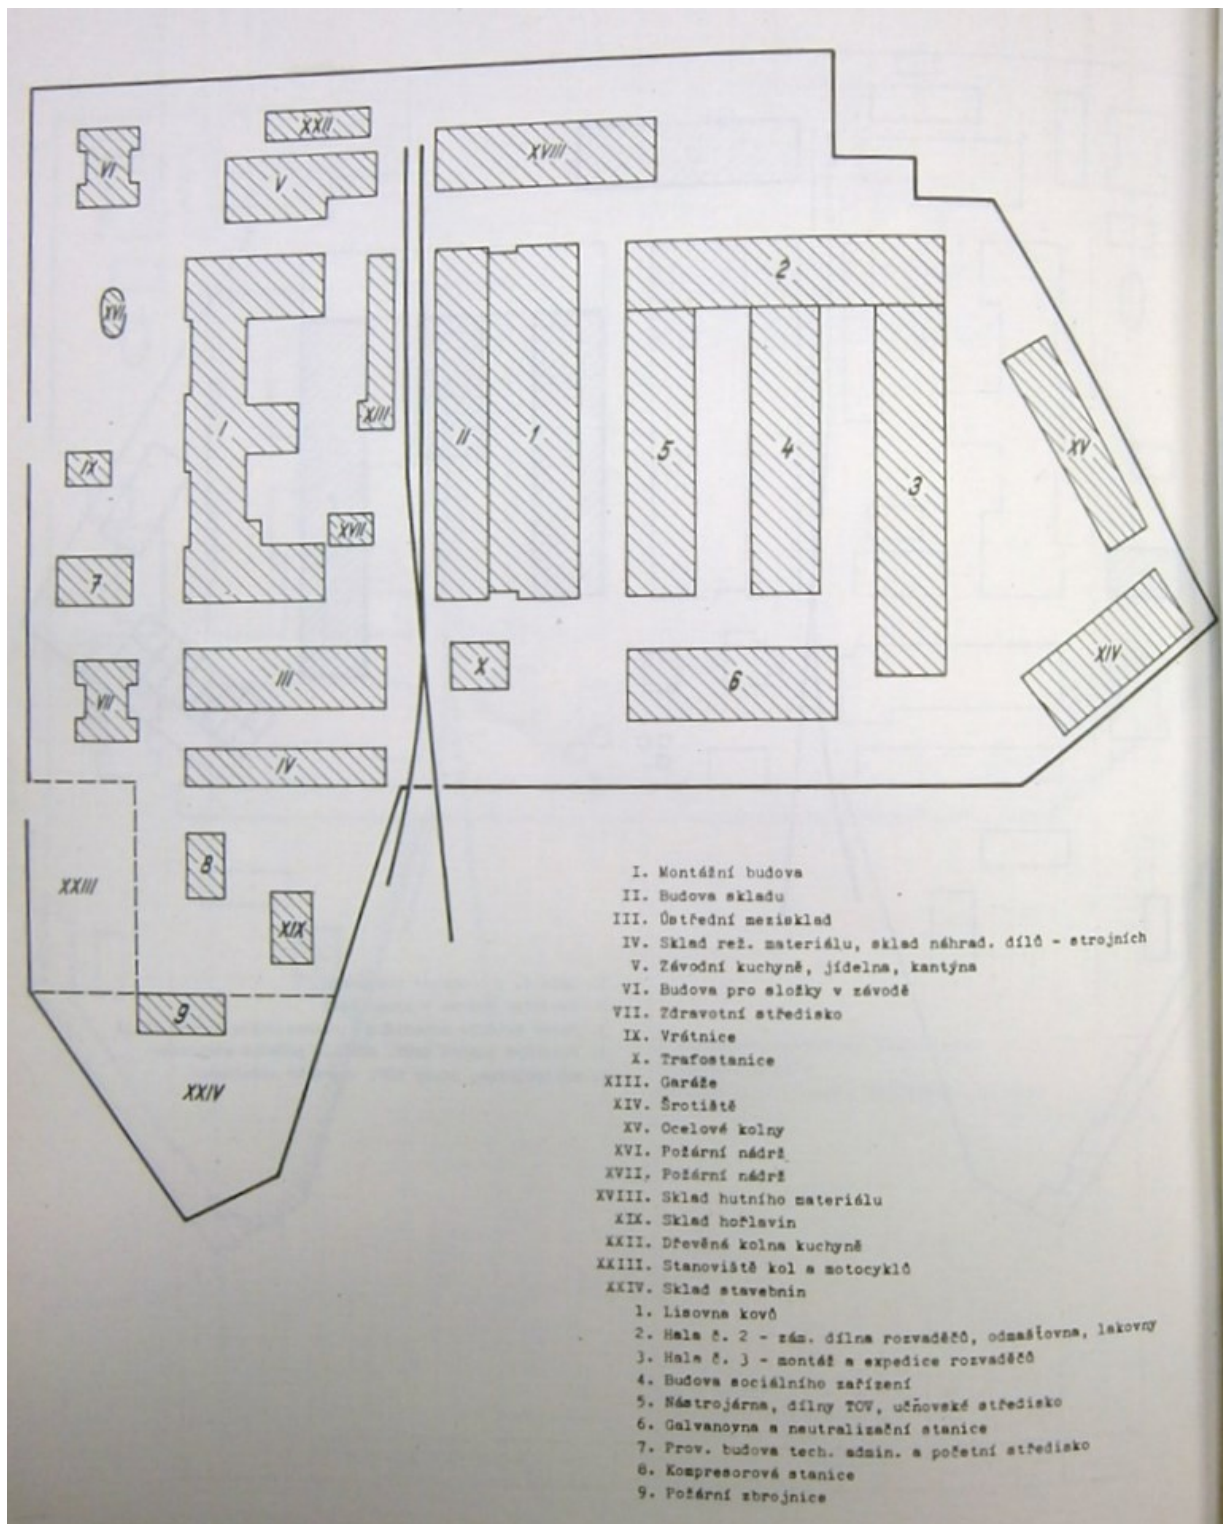 XXII
VI
V
XVIII
2
XVI
I
XIII
II
1
5
4
3
XV
IX
XVII
7
III
X
6
XIV
VII
IV
8
XXIII
XIX
9
XXIV
I. Montážní budova
II. Budova skladu
III. Ústřední mezisklad
IV. Sklad rež. materiálu, sklad náhrad. dílů - strojních
V. Závodní kuchyně, jídelna, kantýna
VI. Budova pro složky v závodě
VII. Zdravotní středisko
IX. Vrátnice
X. Trafostanice
XIII. Garáže
XIV. Šrotiště
XV. Ocelové kolny
XVI. Požární nádrž
XVII. Požární nádrž
XVIII. Sklad hutního materiálu
XIX. Sklad hořlavin
XXII. Dřevěná kolna kuchyně
XXIII. Stanoviště kol a motocyklů
XXIV. Sklad stavebnin
1. Lisovna kovů
2. Hala č. 2 - zám. dílna rozvaděčů, odmašťovna, lakovny
3. Hala č. 3 - montáž a expedice rozvaděčů
4. Budova sociálního zařízení
5. Nástrojárna, dílny TOV, učňovské středisko
6. Galvanovna a neutralizační stanice
7. Prov. budova tech. admin. a početní středisko
8. Kompresorová stanice
9. Požární zbrojnice